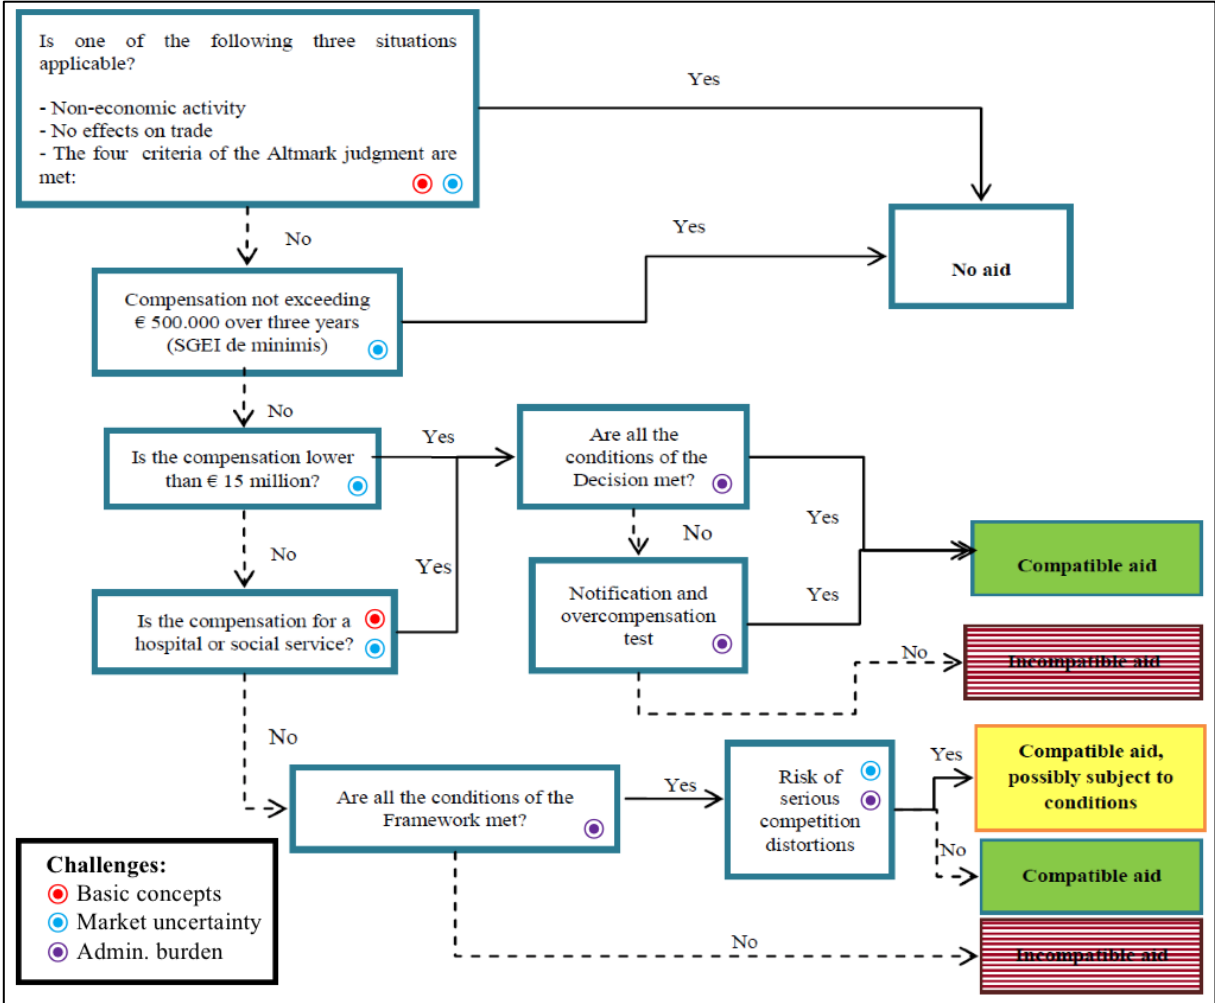 Is one of the following three situations
applicable?
- Non-economic activity
- No effects on trade
- The four criteria of the Altmark judgment are
met:
Yes
No
Yes
No aid
Compensation not exceeding
€ 500.000 over three years
(SGEI de minimis)
No
Is the compensation lower
than € 15 million?
Yes
Are all the
conditions of the
Decision met?
Yes
No
No
Yes
Compatible aid
Is the compensation for a
hospital or social service?
Notification and
overcompensation
test
Yes
No
Incompatible aid
No
Are all the conditions of the
Framework met?
Yes
Risk of
serious
competition
distortions
Yes
Compatible aid,
possibly subject to
conditions
No
Compatible aid
No
Incompatible aid
Challenges:
Basic concepts
Market uncertainty
Admin. burden